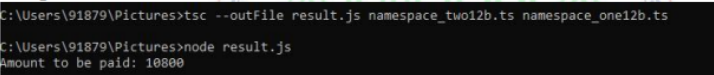 C:\Users\91879\Pictures>tsc --outFile result.js namespace_two12b.ts namespace_one12b.ts
C:\Users\91879\Pictures>node result.js
Amount to be paid: 10800